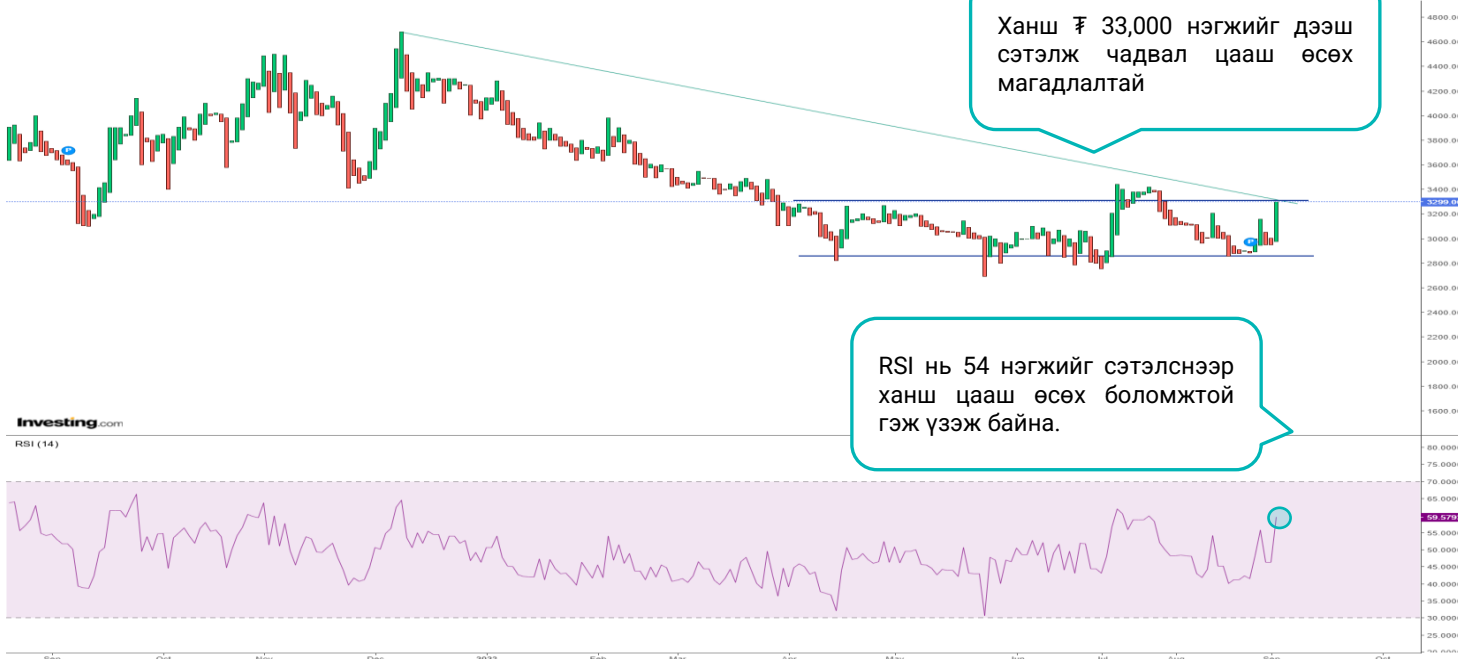 Ханш ₮ 33,000 нэгжийг дээш
сэтэлж чадвал цааш өсөх
магадлалтай
4800.00
4600.00
4400.00
4200.00
4000.00
3800.00
3600.00
3400.00
3299.00
3200.00
3000.00
2800.00
2600.00
2400.00
2200.00
2000.00
1800.00
1600.00
P
P
RSI нь 54 нэгжийг сэтэлснээр
ханш цааш өсөх боломжтой
гэж үзэж байна.
Investing.com
RSI (14)
80.0000
75.0000
70.0000
65.0000
59.579
55.0000
50.0000
45.0000
40.0000
35.0000
30.0000
20.0000
Sep Oct Nov Dec Feb Mar Apr May Jun Jul Aug Sep Oct